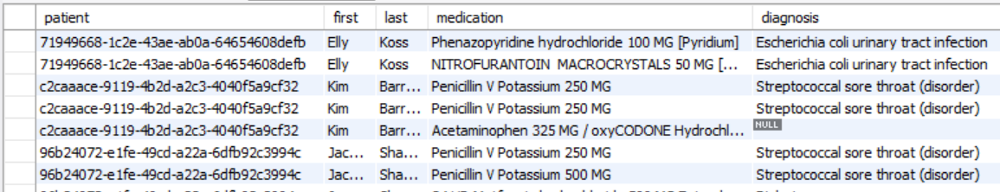 patient first last medication diagnosis
71949668-1c2e-43ae-ab0a-64654608defb Elly Koss Phenazopyridine hydrochloride 100 MG [Pyridium] Escherichia coli urinary tract infection
71949668-1c2e-43ae-ab0a-64654608defb Elly Koss NITROFURANTOIN MACROCRYSTALS 50 MG [... Escherichia coli urinary tract infection
c2caaace-9119-4b2d-a2c3-4040f5a9cf32 Kim Barr... Penicillin V Potassium 250 MG Streptococcal sore throat (disorder)
c2caaace-9119-4b2d-a2c3-4040f5a9cf32 Kim Barr... Penicillin V Potassium 250 MG Streptococcal sore throat (disorder)
c2caaace-9119-4b2d-a2c3-4040f5a9cf32 Kim Barr... Acetaminophen 325 MG / oxyCODONE Hydrochl... NULL
96b24072-e1fe-49cd-a22a-6dfb92c3994c Jac... Sha... Penicillin V Potassium 250 MG Streptococcal sore throat (disorder)
96b24072-e1fe-49cd-a22a-6dfb92c3994c Jac... Sha... Penicillin V Potassium 500 MG Streptococcal sore throat (disorder)